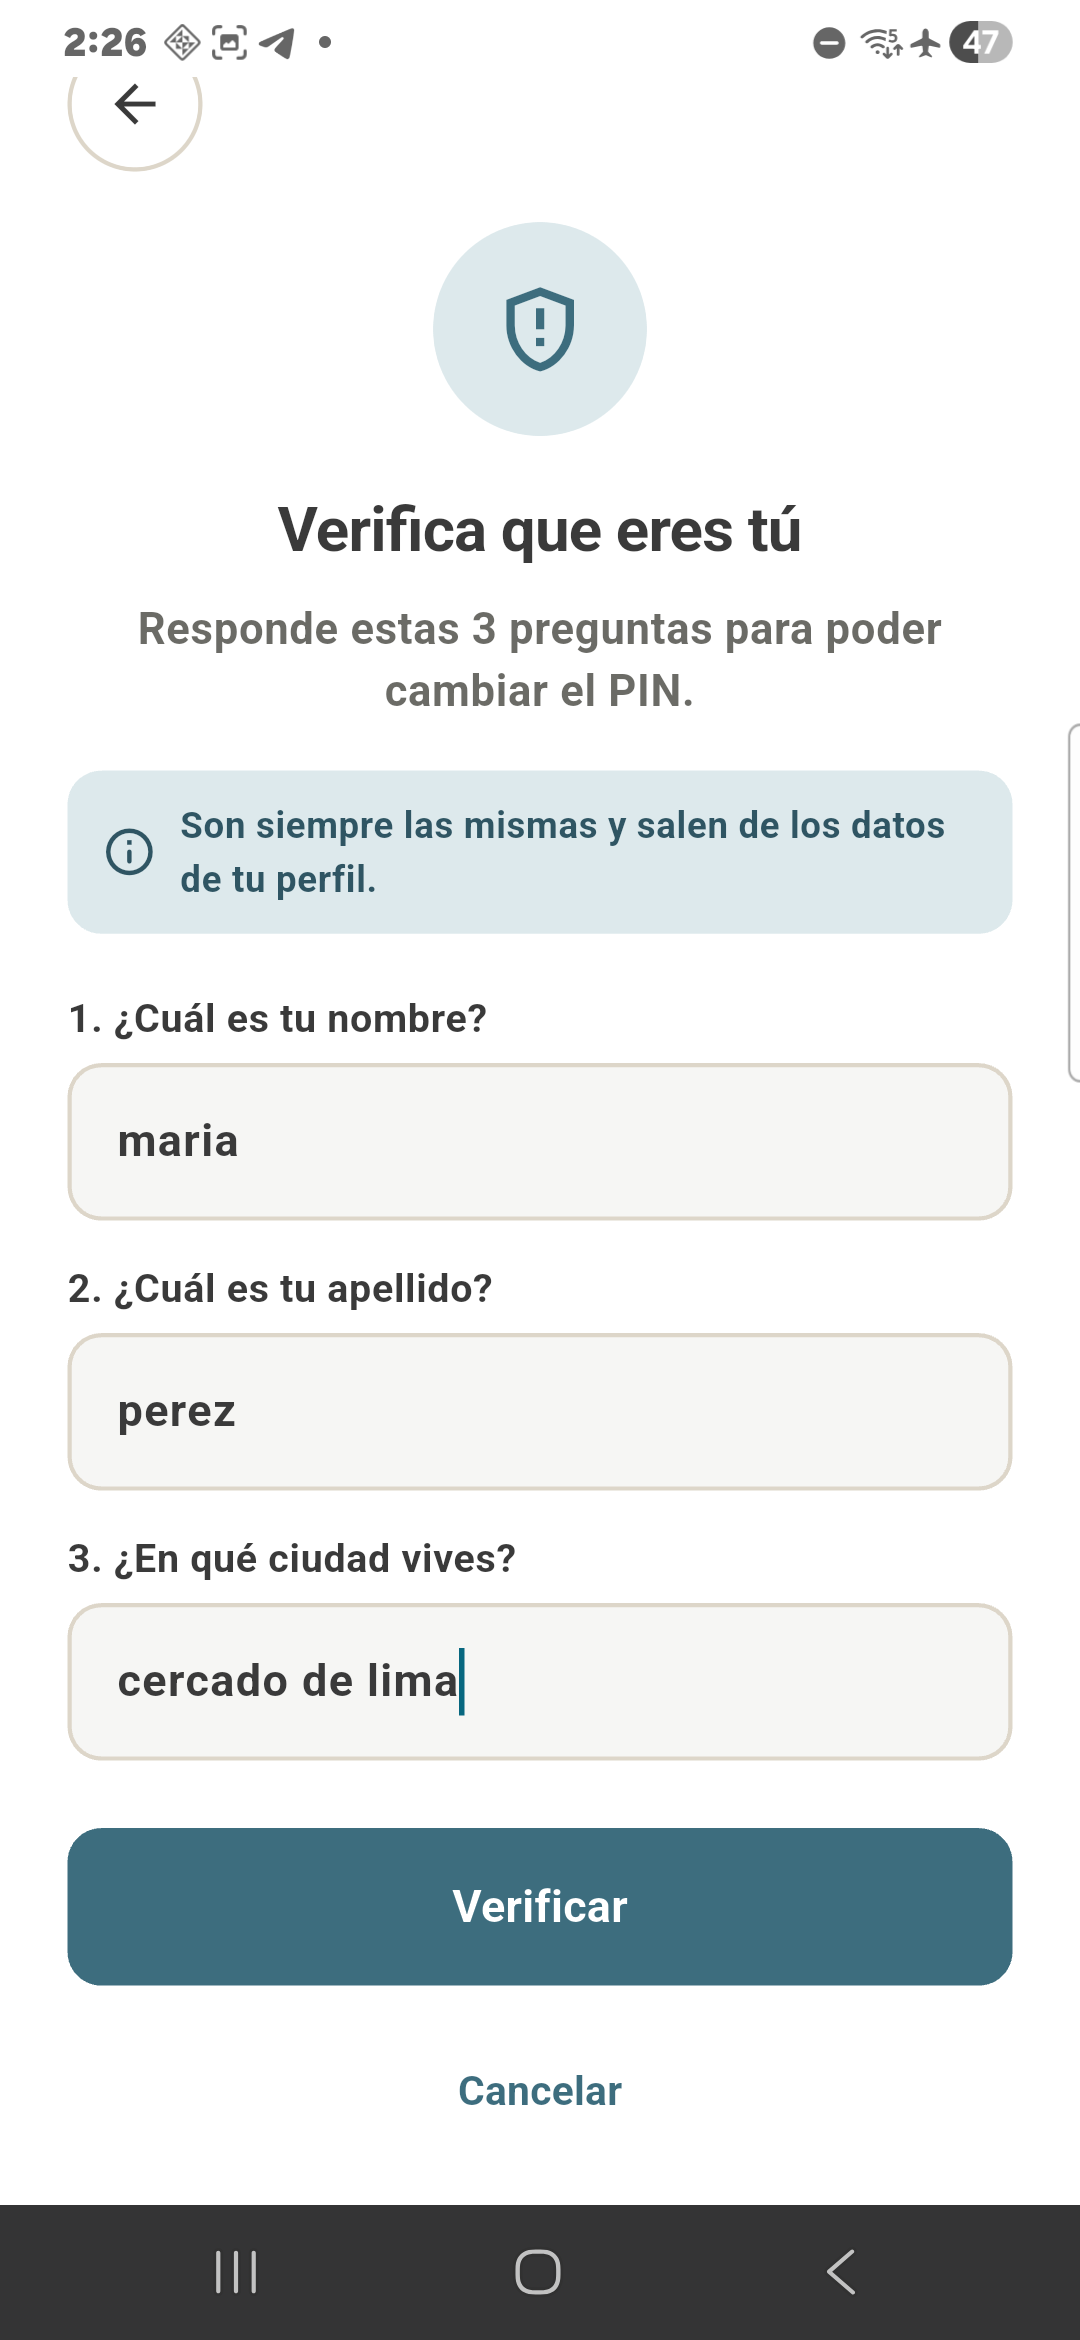 2:26
5
47
Verifica que eres tú
Responde estas 3 preguntas para poder
cambiar el PIN.
Son siempre las mismas y salen de los datos
de tu perfil.
1. ¿Cuál es tu nombre?
maria
2. ¿Cuál es tu apellido?
perez
3. ¿En qué ciudad vives?
cercado de lima
Verificar
Cancelar